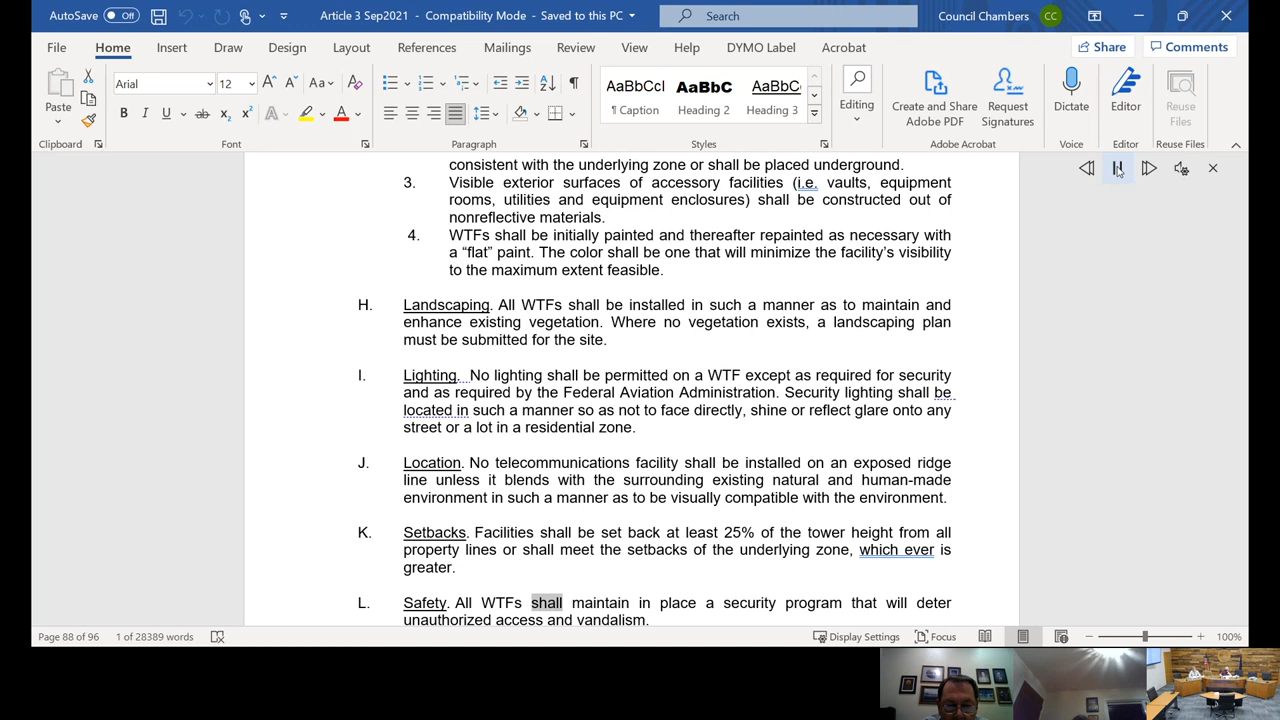 AutoSave Off Article 3 Sep2021 - Compatibility Mode - Saved to this PC Search Council Chambers CC
File Home Insert Draw Design Layout References Mailings Review View Help DYMO Label Acrobat Share Comments
Paste Arial 12 Aa AaBbCcI AaBbC AaBbC
B I U ab x₂ x² A A ¶ Caption Heading 2 Heading 3 Editing Create and Share Adobe PDF Request Signatures Dictate Editor Reuse Files
Clipboard Font Paragraph Styles Adobe Acrobat Voice Editor Reuse Files
consistent with the underlying zone or shall be placed underground.
3. Visible exterior surfaces of accessory facilities (i.e. vaults, equipment
rooms, utilities and equipment enclosures) shall be constructed out of
nonreflective materials.
4. WTFs shall be initially painted and thereafter repainted as necessary with
a “flat” paint. The color shall be one that will minimize the facility’s visibility
to the maximum extent feasible.
H. Landscaping. All WTFs shall be installed in such a manner as to maintain and
enhance existing vegetation. Where no vegetation exists, a landscaping plan
must be submitted for the site.
I. Lighting. No lighting shall be permitted on a WTF except as required for security
and as required by the Federal Aviation Administration. Security lighting shall be
located in such a manner so as not to face directly, shine or reflect glare onto any
street or a lot in a residential zone.
J. Location. No telecommunications facility shall be installed on an exposed ridge
line unless it blends with the surrounding existing natural and human-made
environment in such a manner as to be visually compatible with the environment.
K. Setbacks. Facilities shall be set back at least 25% of the tower height from all
property lines or shall meet the setbacks of the underlying zone, which ever is
greater.
L. Safety. All WTFs shall maintain in place a security program that will deter
unauthorized access and vandalism.
Page 88 of 96 1 of 28389 words Display Settings Focus 100%